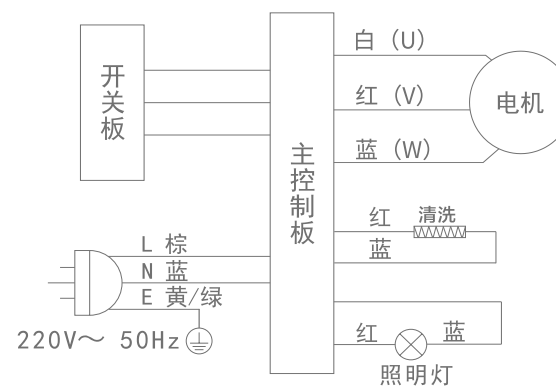 开关板
主控制板
白（U）
红（V）
蓝（W）
电机
红
清洗
蓝
L 棕
N 蓝
E 黄/绿
220V～ 50Hz
红
蓝
照明灯